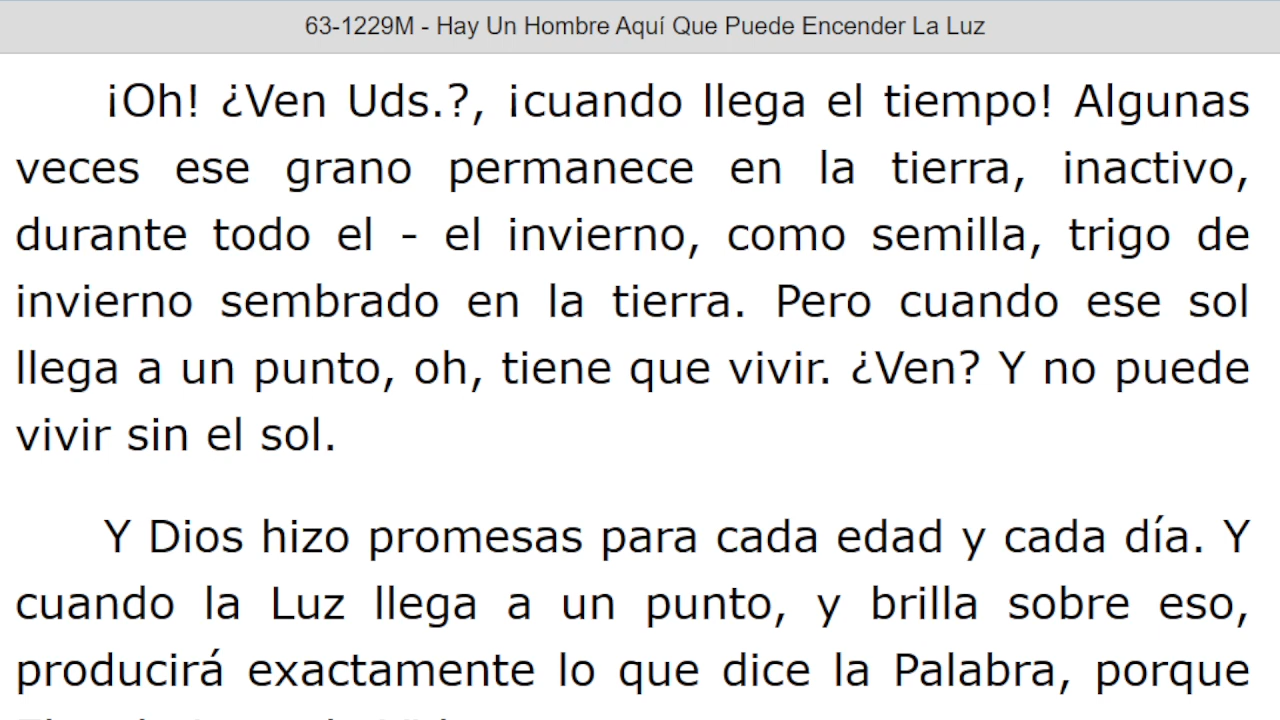 63-1229M - Hay Un Hombre Aquí Que Puede Encender La Luz
¡Oh! ¿Ven Uds.?, ¡cuando llega el tiempo! Algunas
veces ese grano permanece en la tierra, inactivo,
durante todo el - el invierno, como semilla, trigo de
invierno sembrado en la tierra. Pero cuando ese sol
llega a un punto, oh, tiene que vivir. ¿Ven? Y no puede
vivir sin el sol.
Y Dios hizo promesas para cada edad y cada día. Y
cuando la Luz llega a un punto, y brilla sobre eso,
producirá exactamente lo que dice la Palabra, porque